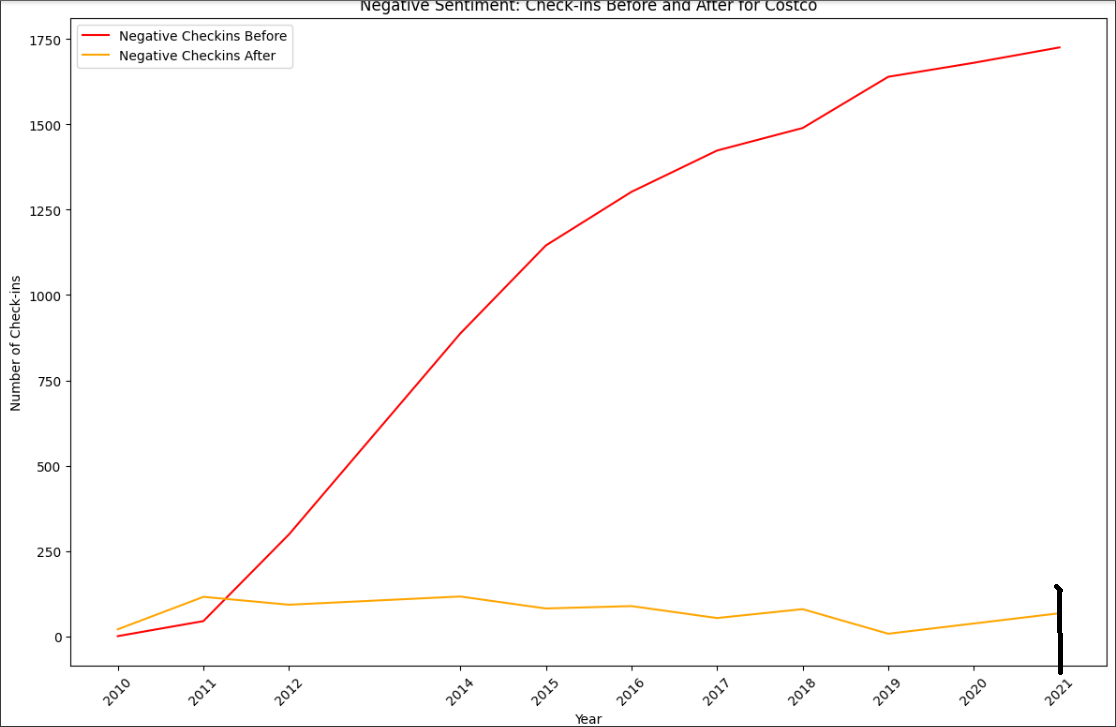 Negative Sentiment: Check-ins Before and After for Costco
Negative Checkins Before
Negative Checkins After
1750
1500
1250
1000
750
500
250
0
Number of Check-ins
2010 2011 2012 2014 2015 2016 2017 2018 2019 2020 2021
Year